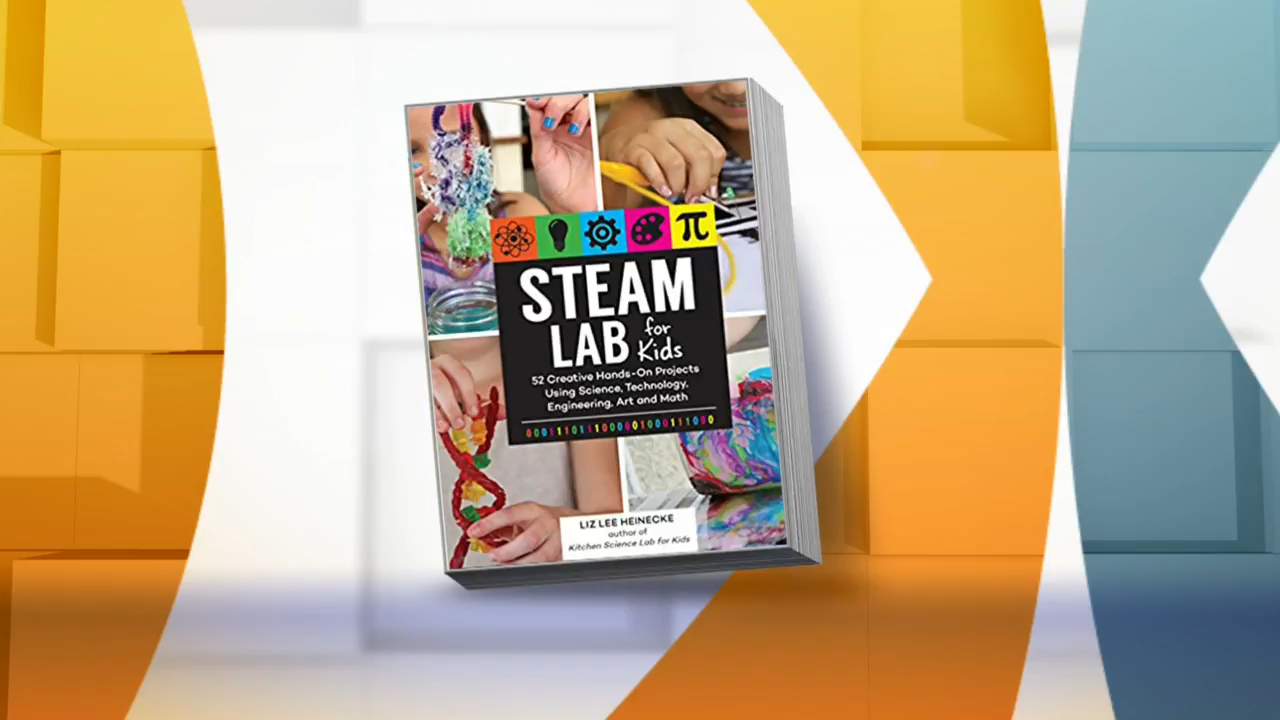 π
STEAM
LAB for Kids
52 Creative Hands-On Projects
Using Science, Technology,
Engineering, Art and Math
LIZ LEE HEINECKE
author of
Kitchen Science Lab for Kids